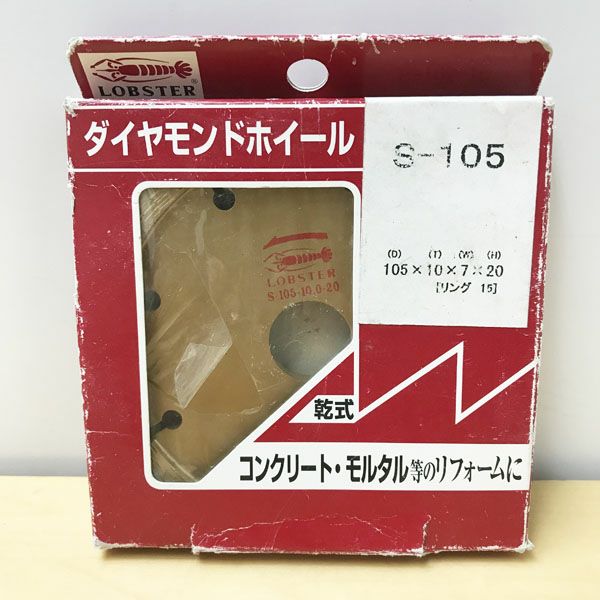 LOBSTER®
ダイヤモンドホイール
S-105
(D) (T) (W) (H)
105×10×7×20
[リング 15]
LOBSTER
S-105-10.0-20
乾式
コンクリート・モルタル等のリフォームに